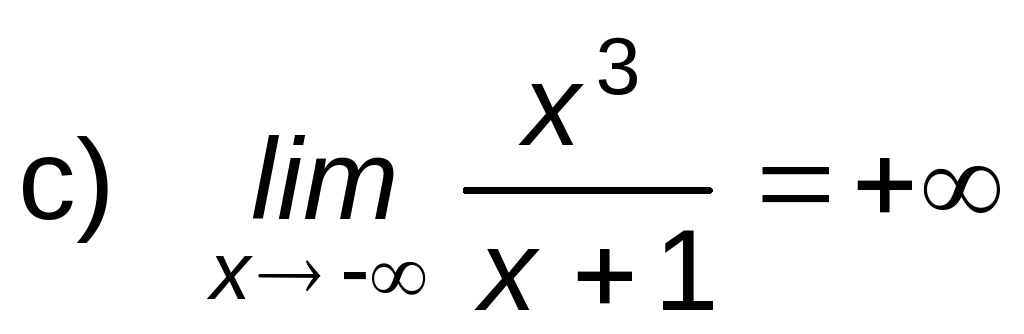 c) lim x→-∞ x³/(x + 1) = +∞